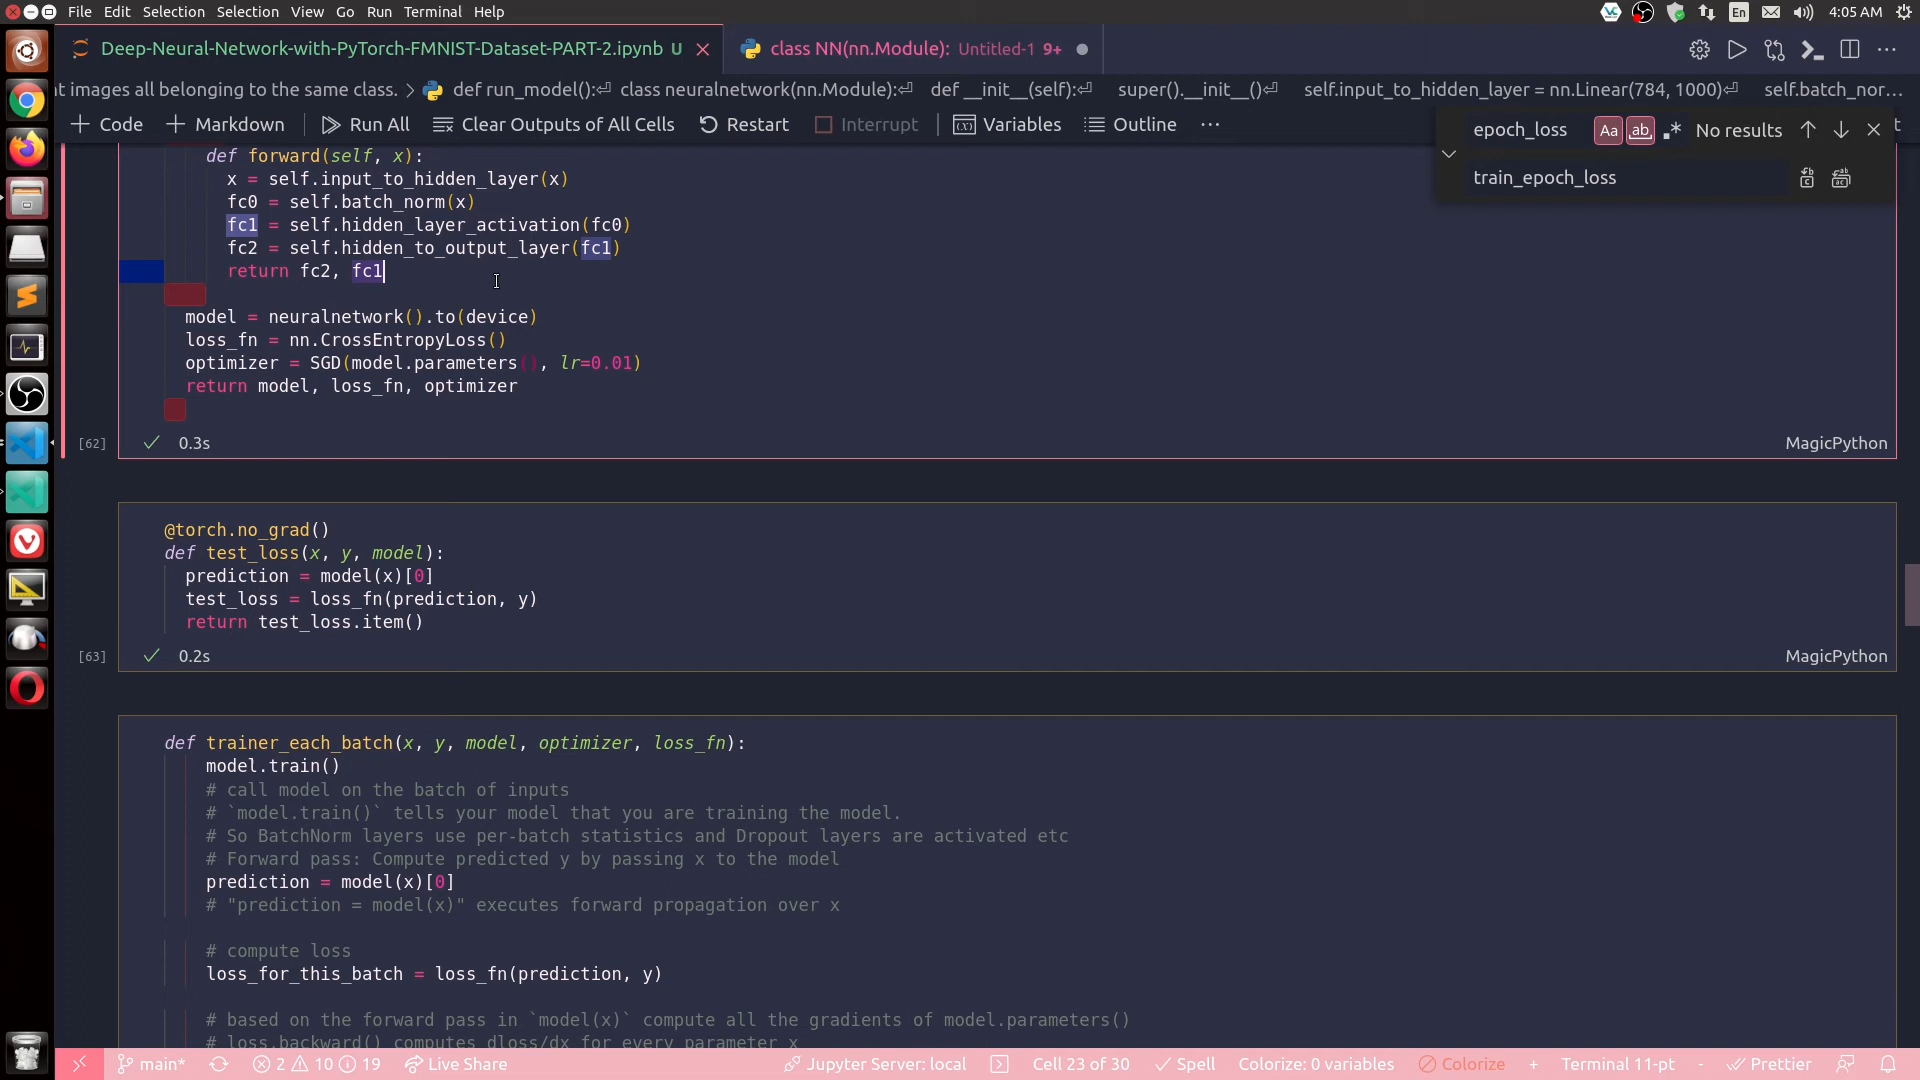 File Edit Selection Selection View Go Run Terminal Help En 4:05 AM
Deep-Neural-Network-with-PyTorch-FMNIST-Dataset-PART-2.ipynb U class NN(nn.Module): Untitled-1 9+
t images all belonging to the same class. > def run_model():⏎ class neuralnetwork(nn.Module):⏎ def __init__(self):⏎ super().__init__()⏎ self.input_to_hidden_layer = nn.Linear(784, 1000)⏎ self.batch_nor...
+ Code + Markdown Run All Clear Outputs of All Cells Restart Interrupt Variables Outline ...
epoch_loss Aa ab No results
train_epoch_loss
def forward(self, x):
x = self.input_to_hidden_layer(x)
fc0 = self.batch_norm(x)
fc1 = self.hidden_layer_activation(fc0)
fc2 = self.hidden_to_output_layer(fc1)
return fc2, fc1
model = neuralnetwork().to(device)
loss_fn = nn.CrossEntropyLoss()
optimizer = SGD(model.parameters(), lr=0.01)
return model, loss_fn, optimizer
[62] ✓ 0.3s MagicPython
@torch.no_grad()
def test_loss(x, y, model):
prediction = model(x)[0]
test_loss = loss_fn(prediction, y)
return test_loss.item()
[63] ✓ 0.2s MagicPython
def trainer_each_batch(x, y, model, optimizer, loss_fn):
model.train()
# call model on the batch of inputs
# `model.train()` tells your model that you are training the model.
# So BatchNorm layers use per-batch statistics and Dropout layers are activated etc
# Forward pass: Compute predicted y by passing x to the model
prediction = model(x)[0]
# "prediction = model(x)" executes forward propagation over x
# compute loss
loss_for_this_batch = loss_fn(prediction, y)
# based on the forward pass in `model(x)` compute all the gradients of model.parameters()
# loss.backward() computes dloss/dx for every parameter x
main* 2 10 19 Live Share Jupyter Server: local Cell 23 of 30 Spell Colorize: 0 variables Colorize + Terminal 11-pt - Prettier